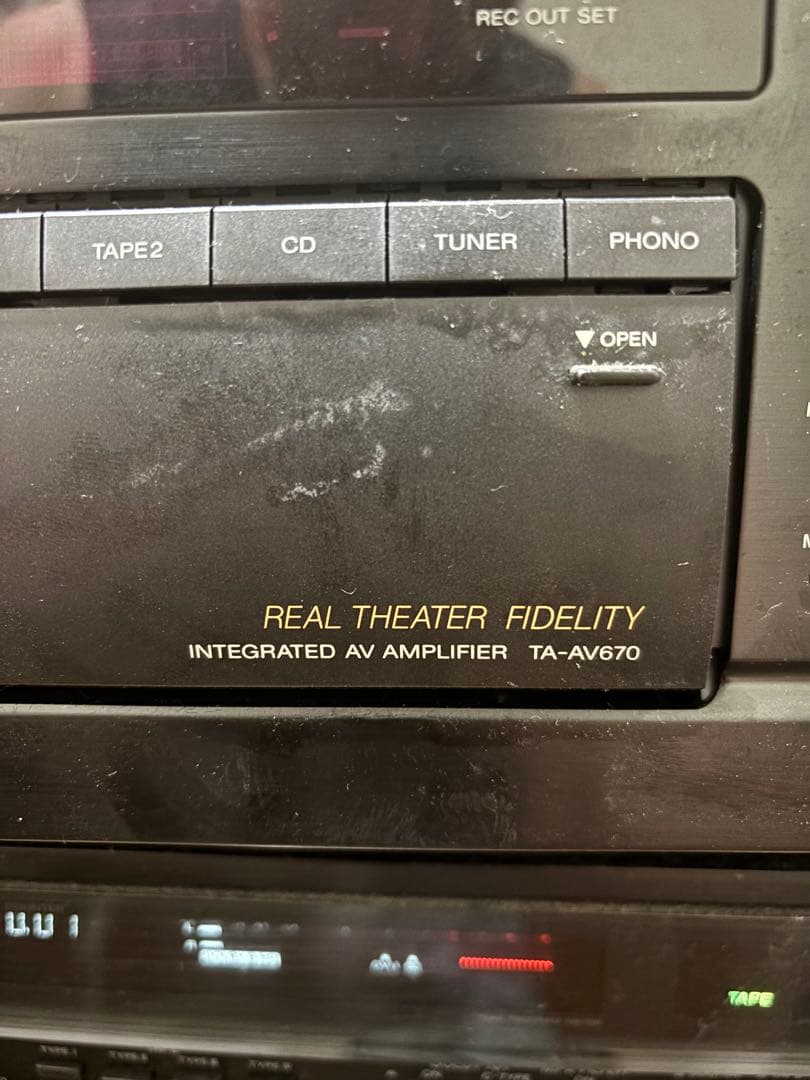 REC OUT SET
TAPE2
CD
TUNER
PHONO
▼ OPEN
REAL THEATER FIDELITY
INTEGRATED AV AMPLIFIER TA-AV670
TAPE